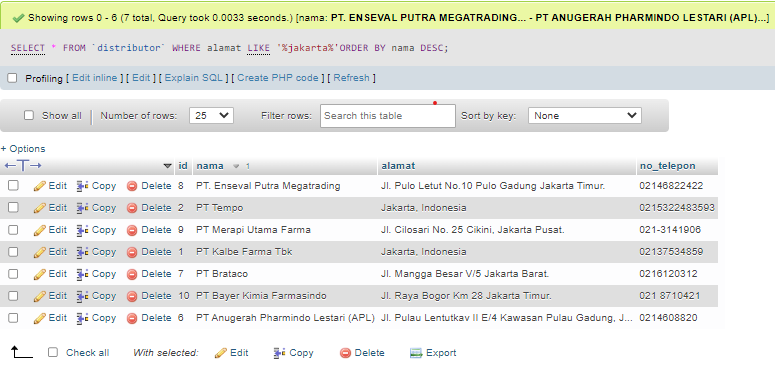 Showing rows 0 - 6 (7 total, Query took 0.0033 seconds.) [nama: PT. ENSEVAL PUTRA MEGATRADING... - PT ANUGERAH PHARMINDO LESTARI (APL)...]
SELECT * FROM `distributor` WHERE alamat LIKE '%jakarta%'ORDER BY nama DESC;
Profiling [ Edit inline ] [ Edit ] [ Explain SQL ] [ Create PHP code ] [ Refresh ]
Show all Number of rows: 25 Filter rows: Search this table Sort by key: None
+ Options
←T→ id nama 1 alamat no_telepon
Edit Copy Delete 8 PT. Enseval Putra Megatrading Jl. Pulo Letut No.10 Pulo Gadung Jakarta Timur. 02146822422
Edit Copy Delete 2 PT Tempo Jakarta, Indonesia 0215322483593
Edit Copy Delete 9 PT Merapi Utama Farma Jl. Cilosari No. 25 Cikini, Jakarta Pusat. 021-3141906
Edit Copy Delete 1 PT Kalbe Farma Tbk Jakarta, Indonesia 02137534859
Edit Copy Delete 7 PT Brataco Jl. Mangga Besar V/5 Jakarta Barat. 0216120312
Edit Copy Delete 10 PT Bayer Kimia Farmasindo Jl. Raya Bogor Km 28 Jakarta Timur. 021 8710421
Edit Copy Delete 6 PT Anugerah Pharmindo Lestari (APL) Jl. Pulau Lentutkav II E/4 Kawasan Pulau Gadung, J... 0214608820
Check all With selected: Edit Copy Delete Export